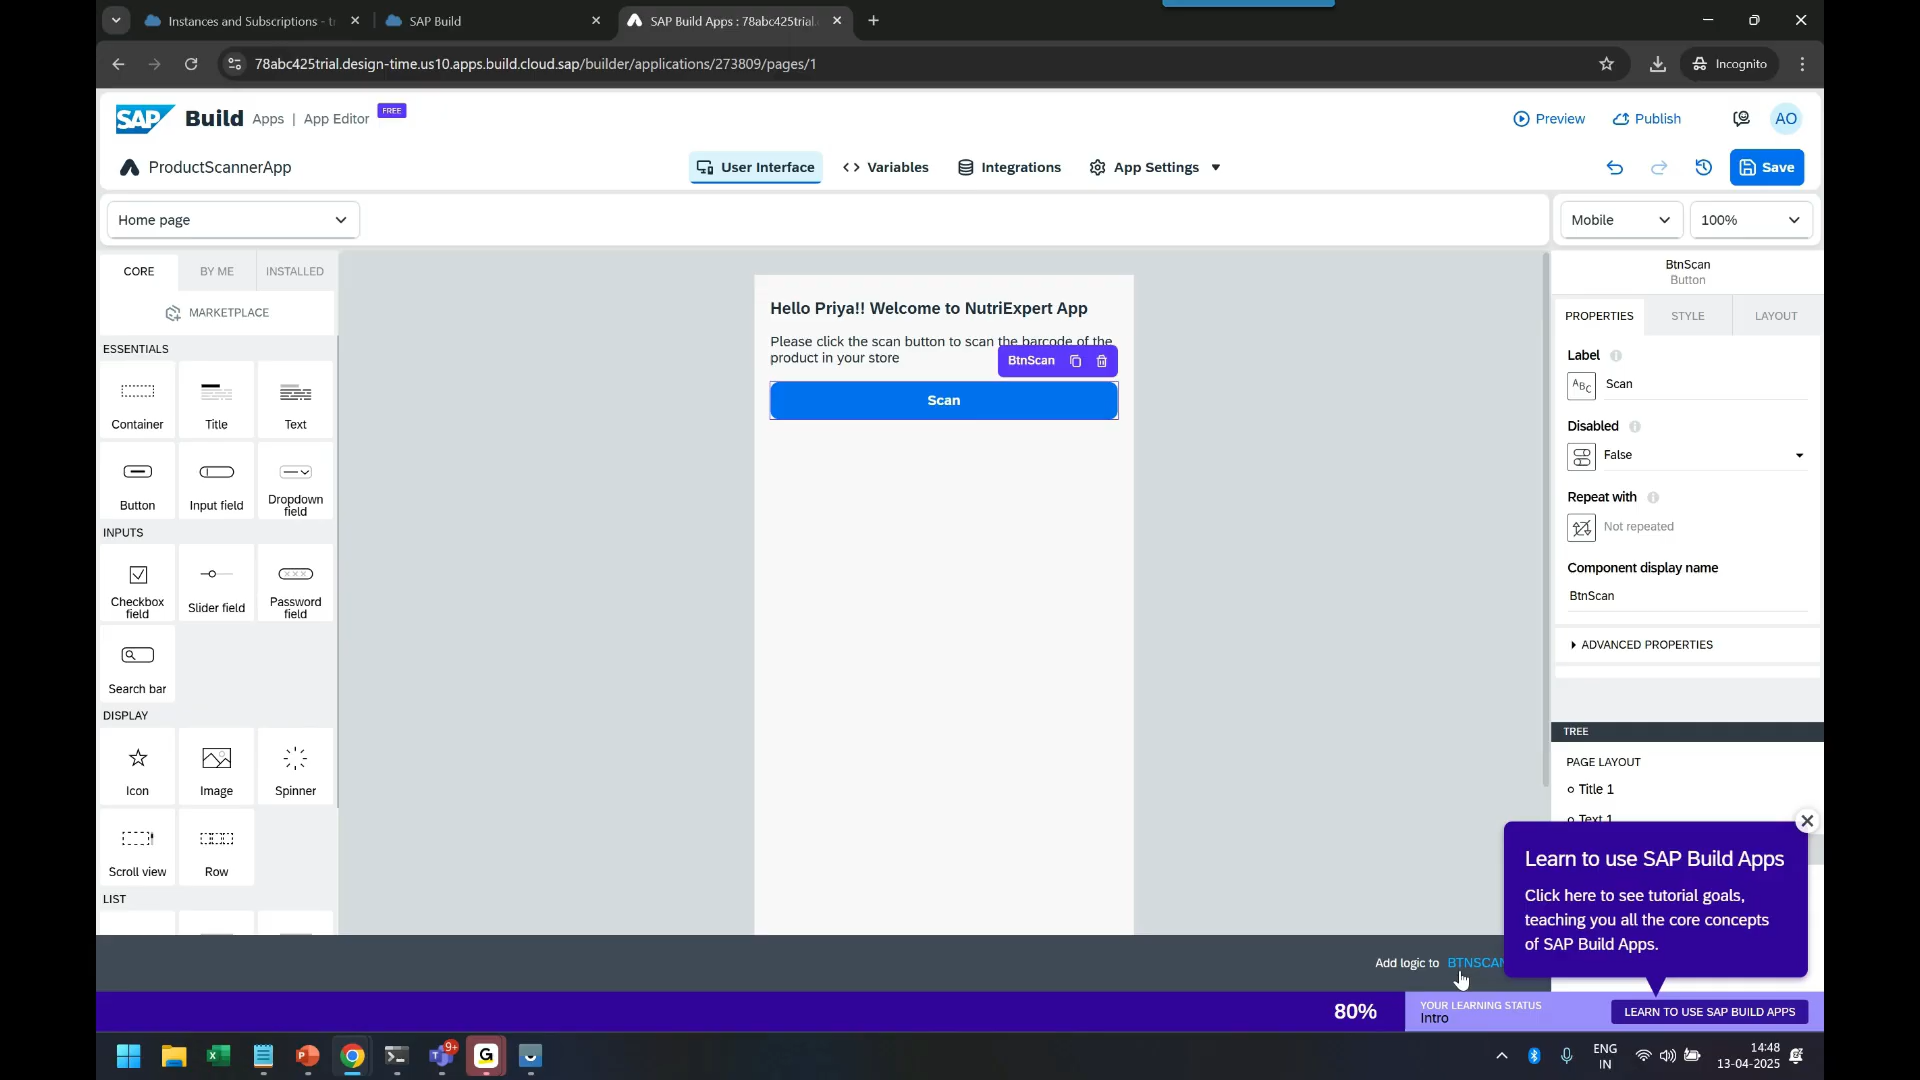 Instances and Subscriptions - tr
SAP Build
SAP Build Apps : 78abc425trial.
78abc425trial.design-time.us10.apps.build.cloud.sap/builder/applications/273809/pages/1
Incognito
SAP Build Apps | App Editor FREE
Preview
Publish
AO
ProductScannerApp
User Interface
Variables
Integrations
App Settings
Save
Home page
Mobile
100%
CORE
BY ME
INSTALLED
MARKETPLACE
ESSENTIALS
Container
Title
Text
Button
Input field
Dropdown field
INPUTS
Checkbox field
Slider field
Password field
Search bar
DISPLAY
Icon
Image
Spinner
Scroll view
Row
LIST
Hello Priya!! Welcome to NutriExpert App
Please click the scan button to scan the barcode of the
product in your store
BtnScan
Scan
BtnScan
Button
PROPERTIES
STYLE
LAYOUT
Label
ABC
Scan
Disabled
False
Repeat with
Not repeated
Component display name
BtnScan
ADVANCED PROPERTIES
TREE
PAGE LAYOUT
Title 1
Text 1
Learn to use SAP Build Apps
Click here to see tutorial goals,
teaching you all the core concepts
of SAP Build Apps.
Add logic to BTNSCAN
80%
YOUR LEARNING STATUS
Intro
LEARN TO USE SAP BUILD APPS
9+
G
ENG
IN
14:48
13-04-2025